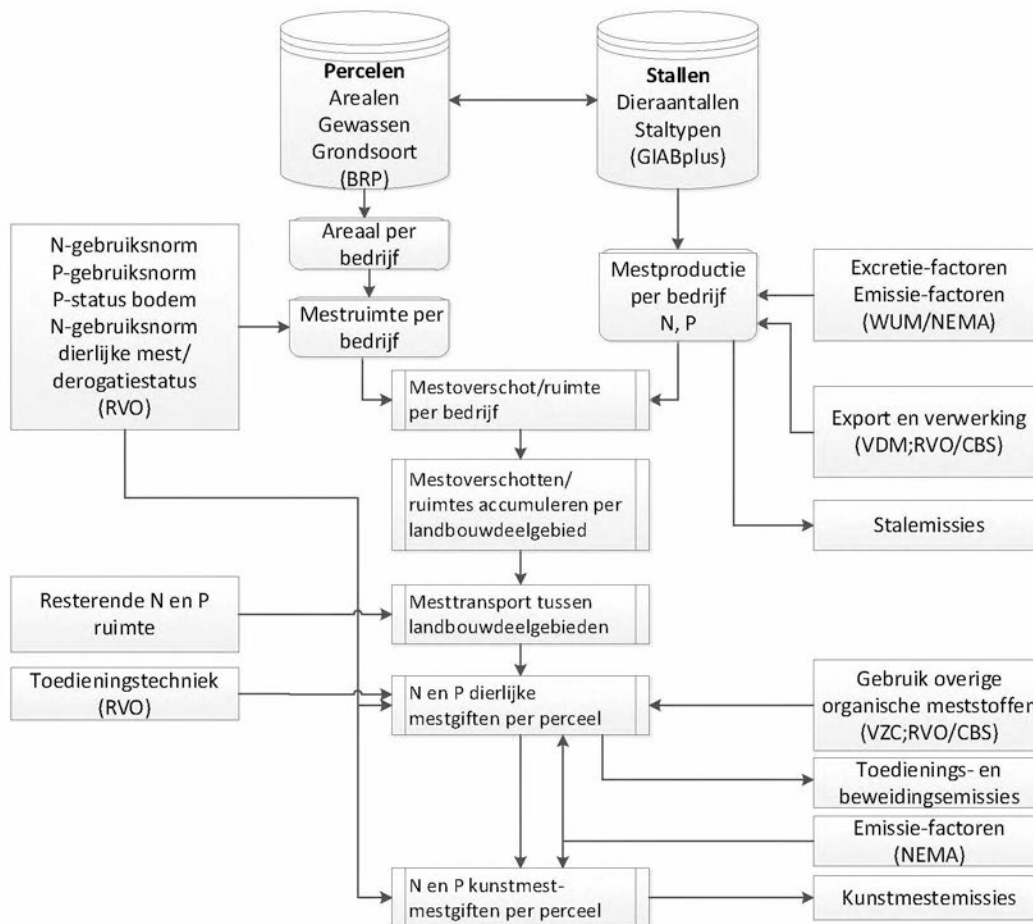 Percelen
Arealen
Gewassen
Grondsoort
(BRP)
Stallen
Dieraantallen
Staltypen
(GIABplus)
N-gebruiksnorm
P-gebruiksnorm
P-status bodem
N-gebruiksnorm
dierlijke mest/
derogatiestatus
(RVO)
Areaal per
bedrijf
Mestruimte per
bedrijf
Mestproductie
per bedrijf
N, P
Excretie-factoren
Emissie-factoren
(WUM/NEMA)
Mestoverschot/ruimte
per bedrijf
Export en verwerking
(VDM;RVO/CBS)
Mestoverschotten/
ruimtes accumuleren per
landbouwdeelgebied
Stalemissies
Resterende N en P
ruimte
Mesttransport tussen
landbouwdeelgebieden
Toedieningstechniek
(RVO)
N en P dierlijke
mestgiften per perceel
Gebruik overige
organische meststoffen
(VZC;RVO/CBS)
Toedienings- en
beweidingsemissies
Emissie-factoren
(NEMA)
N en P kunstmest-
mestgiften per perceel
Kunstmestemissies